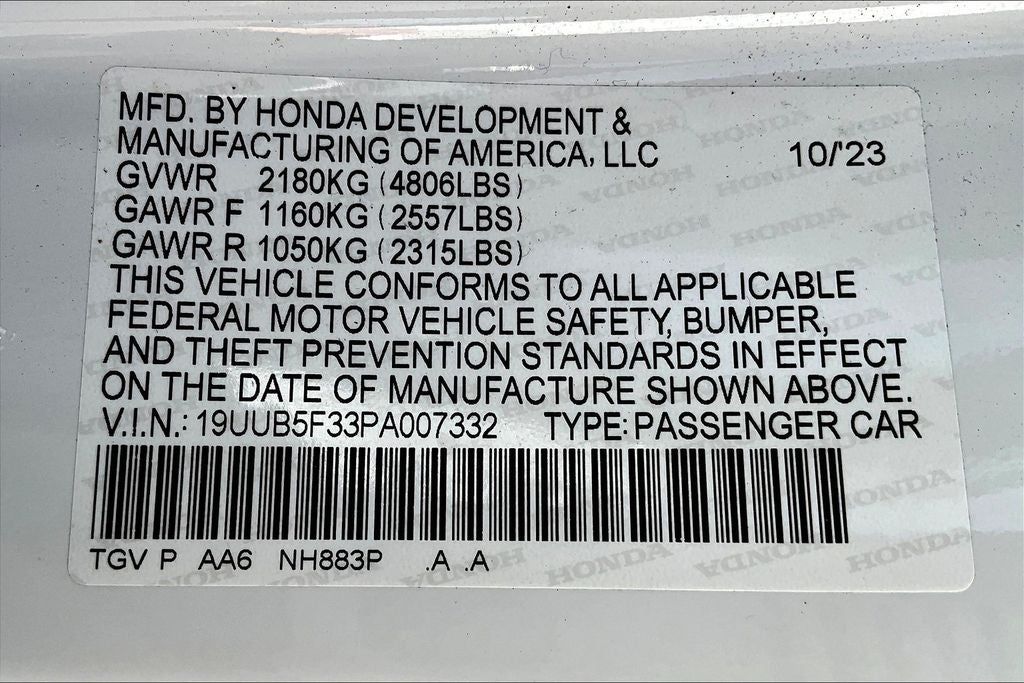 MFD. BY HONDA DEVELOPMENT &
MANUFACTURING OF AMERICA, LLC 10/'23
GVWR 2180KG (4806LBS)
GAWR F 1160KG (2557LBS)
GAWR R 1050KG (2315LBS)
THIS VEHICLE CONFORMS TO ALL APPLICABLE
FEDERAL MOTOR VEHICLE SAFETY, BUMPER,
AND THEFT PREVENTION STANDARDS IN EFFECT
ON THE DATE OF MANUFACTURE SHOWN ABOVE.
V.I.N.: 19UUB5F33PA007332 TYPE: PASSENGER CAR
TGV P AA6 NH883P .A .A